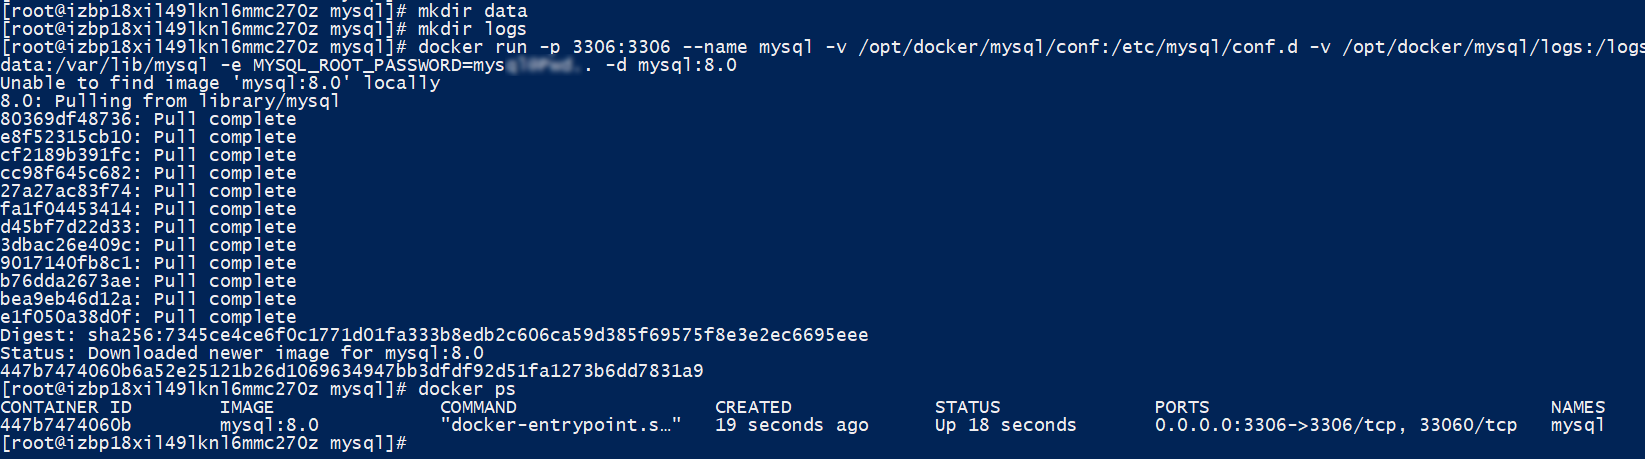 [root@izbp18xil49lknl6mmc270z mysql]# mkdir data
[root@izbp18xil49lknl6mmc270z mysql]# mkdir logs
[root@izbp18xil49lknl6mmc270z mysql]# docker run -p 3306:3306 --name mysql -v /opt/docker/mysql/conf:/etc/mysql/conf.d -v /opt/docker/mysql/logs:/logs
data:/var/lib/mysql -e MYSQL_ROOT_PASSWORD=mys . -d mysql:8.0
Unable to find image 'mysql:8.0' locally
8.0: Pulling from library/mysql
80369df48736: Pull complete
e8f52315cb10: Pull complete
cf2189b391fc: Pull complete
cc98f645c682: Pull complete
27a27ac83f74: Pull complete
fa1f04453414: Pull complete
d45bf7d22d33: Pull complete
3dbac26e409c: Pull complete
9017140fb8c1: Pull complete
b76dda2673ae: Pull complete
bea9eb46d12a: Pull complete
e1f050a38d0f: Pull complete
Digest: sha256:7345ce4ce6f0c1771d01fa333b8edb2c606ca59d385f69575f8e3e2ec6695eee
Status: Downloaded newer image for mysql:8.0
447b7474060b6a52e25121b26d1069634947bb3dfdf92d51fa1273b6dd7831a9
[root@izbp18xil49lknl6mmc270z mysql]# docker ps
CONTAINER ID        IMAGE               COMMAND                  CREATED             STATUS              PORTS                               NAMES
447b7474060b        mysql:8.0           "docker-entrypoint.s…"   19 seconds ago      Up 18 seconds       0.0.0.0:3306->3306/tcp, 33060/tcp   mysql
[root@izbp18xil49lknl6mmc270z mysql]#